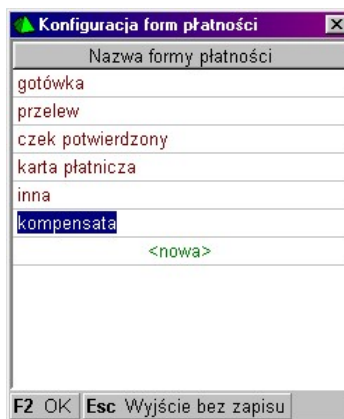 Konfiguracja form płatności
Nazwa formy płatności
gotówka
przelew
czek potwierdzony
karta płatnicza
inna
kompensata
<nowa>
F2 OK Esc Wyjście bez zapisu